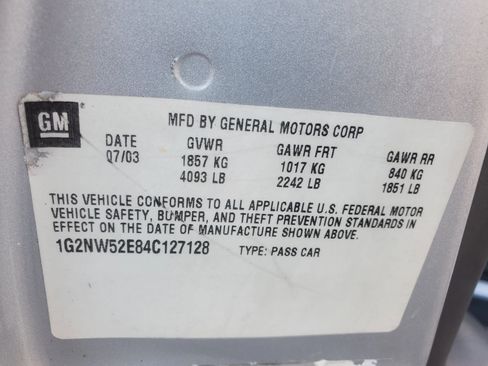 GM
MFD BY GENERAL MOTORS CORP
DATE GVWR GAWR FRT GAWR RR
07/03 1857 KG 1017 KG 840 KG
4093 LB 2242 LB 1851 LB
THIS VEHICLE CONFORMS TO ALL APPLICABLE U.S. FEDERAL MOTOR
VEHICLE SAFETY, BUMPER, AND THEFT PREVENTION STANDARDS IN
EFFECT ON THE DATE OF MANUFACTURE SHOWN ABOVE.
1G2NW52E84C127128 TYPE: PASS CAR